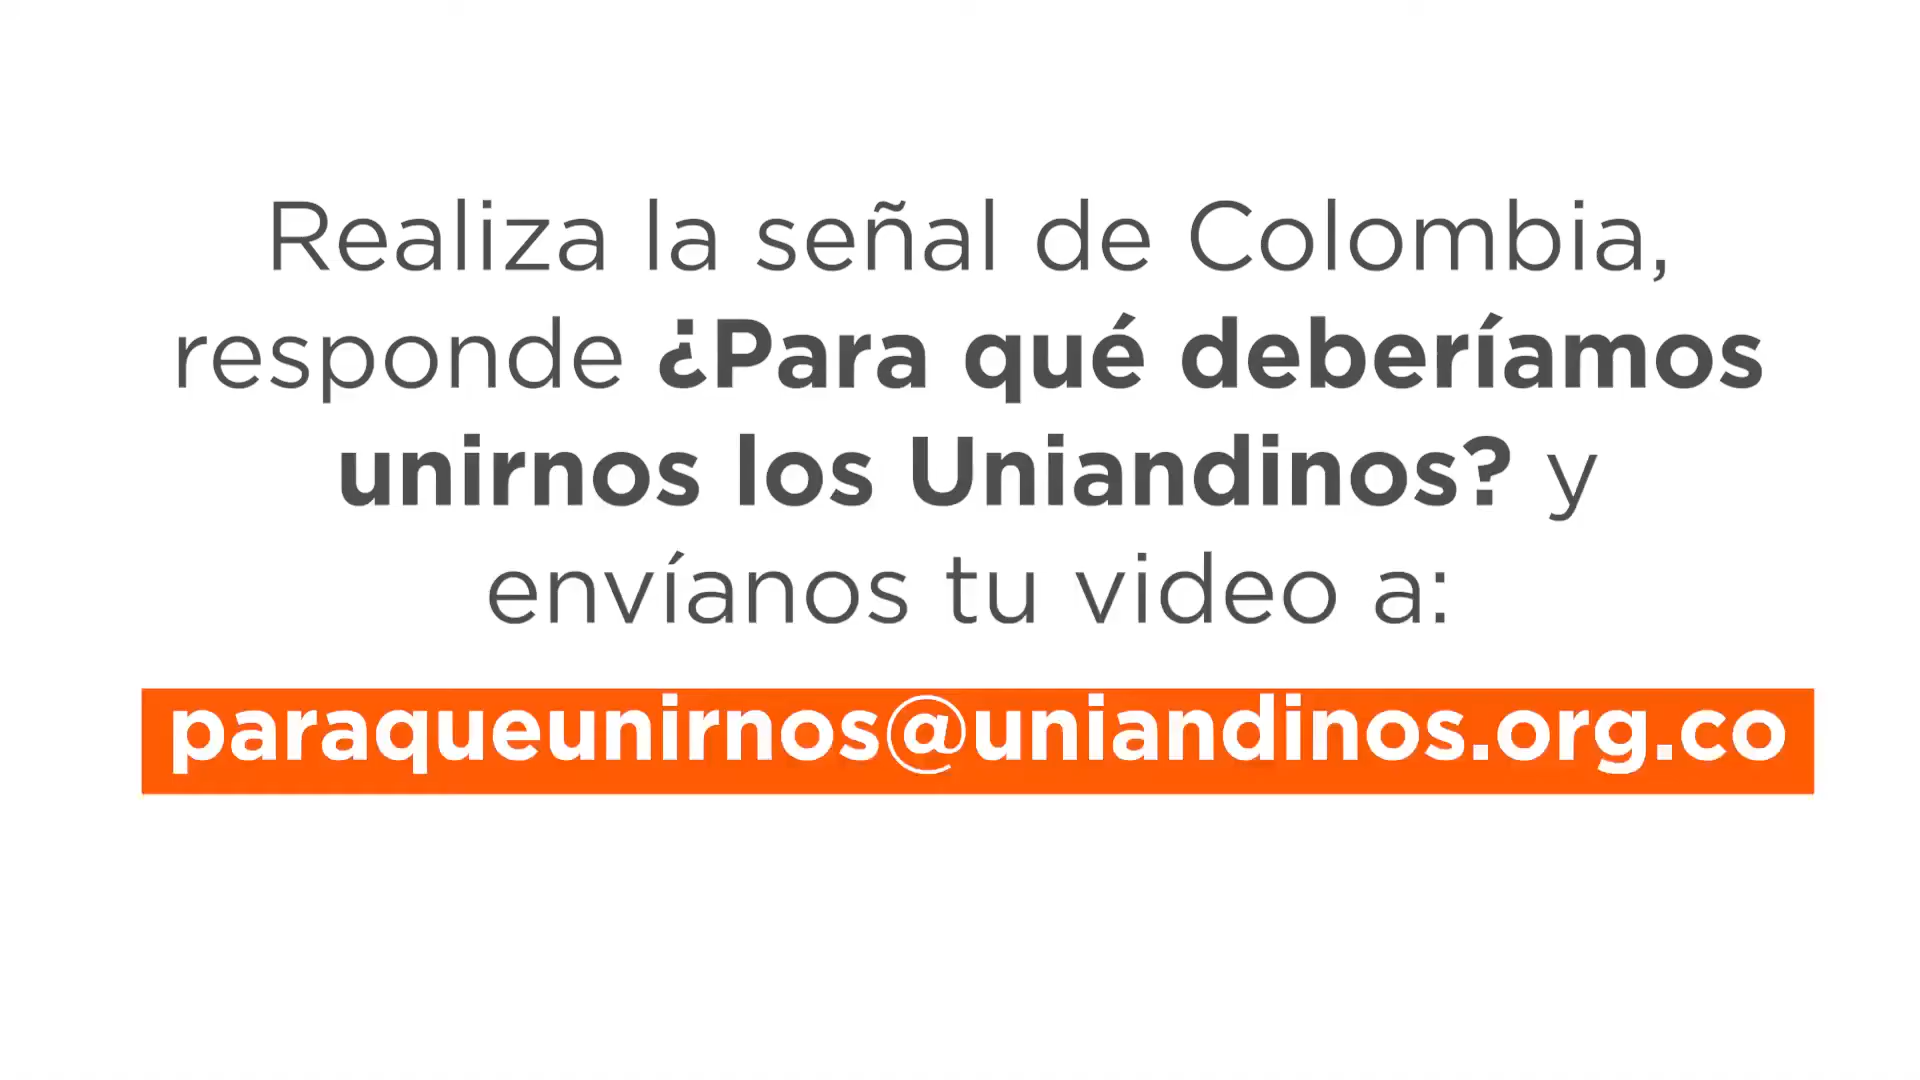 Realiza la señal de Colombia,
responde ¿Para qué deberíamos
unirnos los Uniandinos? y
envíanos tu video a:
paraqueunirnos@uniandinos.org.co